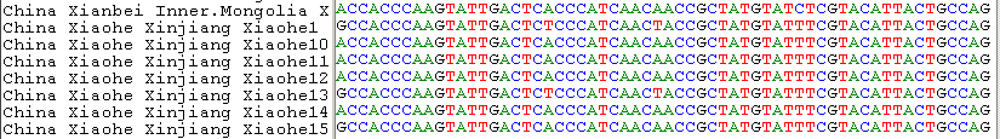 China Xianbei Inner.Mongolia X ACCACCCAAGTATTGACTCACCCATCAACAACCGCTATGTATCTCGTACATTACTGCCAG
China Xiaohe Xinjiang Xiaohe1 GCCACCCAAGTATTGACTCTCCCATCAACTACCGCTATGTATTTCGTACATTACTGCCAG
China Xiaohe Xinjiang Xiaohe10 ACCACCCAAGTATTGACTCACCCATCAACAACCGCTATGTATTTCGTACATTACTGCCAG
China Xiaohe Xinjiang Xiaohe11 ACCACCCAAGTATTGACTCACCCATCAACAACCGCTATGTATTTCGTACATTACTGCCAG
China Xiaohe Xinjiang Xiaohe12 ACCACCCAAGTATTGACTCACCCATCAACAACCGCTATGTATTTCGTACATTACTGCCAG
China Xiaohe Xinjiang Xiaohe13 GCCACCCAAGTATTGACTCTCCCATCAACTACCGCTATGTATTTCGTACATTACTGCCAG
China Xiaohe Xinjiang Xiaohe14 ACCACCCAAGTATTGACTCACCCATCAACAACCGCTATGTATTTCGTACATTACTGCCAG
China Xiaohe Xinjiang Xiaohe15 GCCACCCAAGTATTGACTCACCCATCAACAACCGCTATGTATTTCGTACATTACTGCCAG